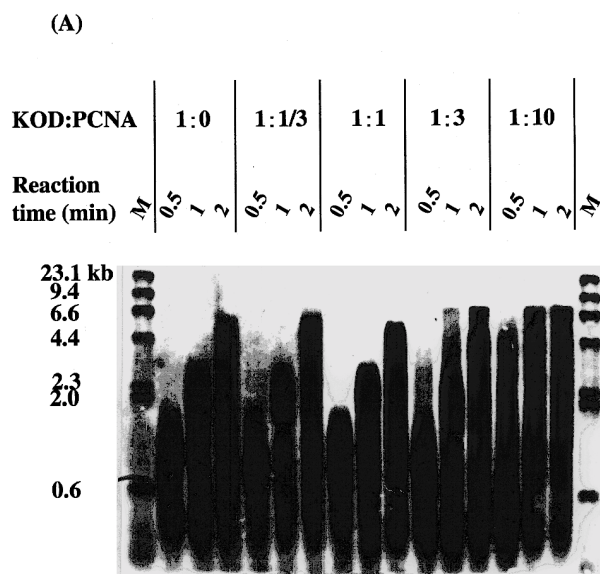 (A)
KOD:PCNA 1:0 1:1/3 1:1 1:3 1:10
Reaction
time (min) M 0.5 1 2 0.5 1 2 0.5 1 2 0.5 1 2 0.5 1 2 M
23.1 kb
9.4
6.6
4.4
2.3
2.0
0.6